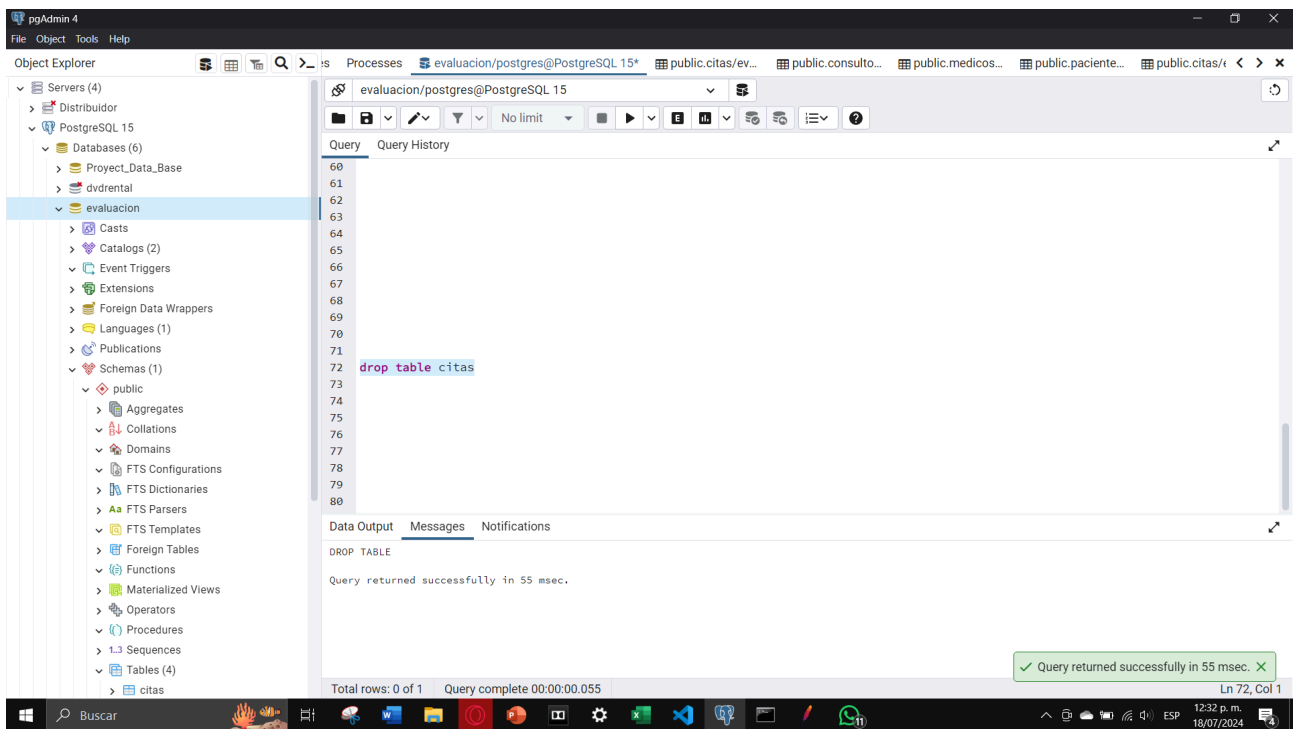 pgAdmin 4
File Object Tools Help
Object Explorer
es Processes evaluacion/postgres@PostgreSQL 15* public.citas/ev... public.consulto... public.medicos... public.paciente... public.citas/e
Servers (4)
Distribuidor
PostgreSQL 15
Databases (6)
Proyect_Data_Base
dvdrental
evaluacion
Casts
Catalogs (2)
Event Triggers
Extensions
Foreign Data Wrappers
Languages (1)
Publications
Schemas (1)
public
Aggregates
Collations
Domains
FTS Configurations
FTS Dictionaries
Aa FTS Parsers
FTS Templates
Foreign Tables
Functions
Materialized Views
Operators
Procedures
1..3 Sequences
Tables (4)
citas
evaluacion/postgres@PostgreSQL 15
No limit
Query Query History
60
61
62
63
64
65
66
67
68
69
70
71
72 drop table citas
73
74
75
76
77
78
79
80
Data Output Messages Notifications
DROP TABLE
Query returned successfully in 55 msec.
Query returned successfully in 55 msec.
Total rows: 0 of 1 Query complete 00:00:00.055 Ln 72, Col 1
Buscar
ESP
12:32 p. m.
18/07/2024
11
4